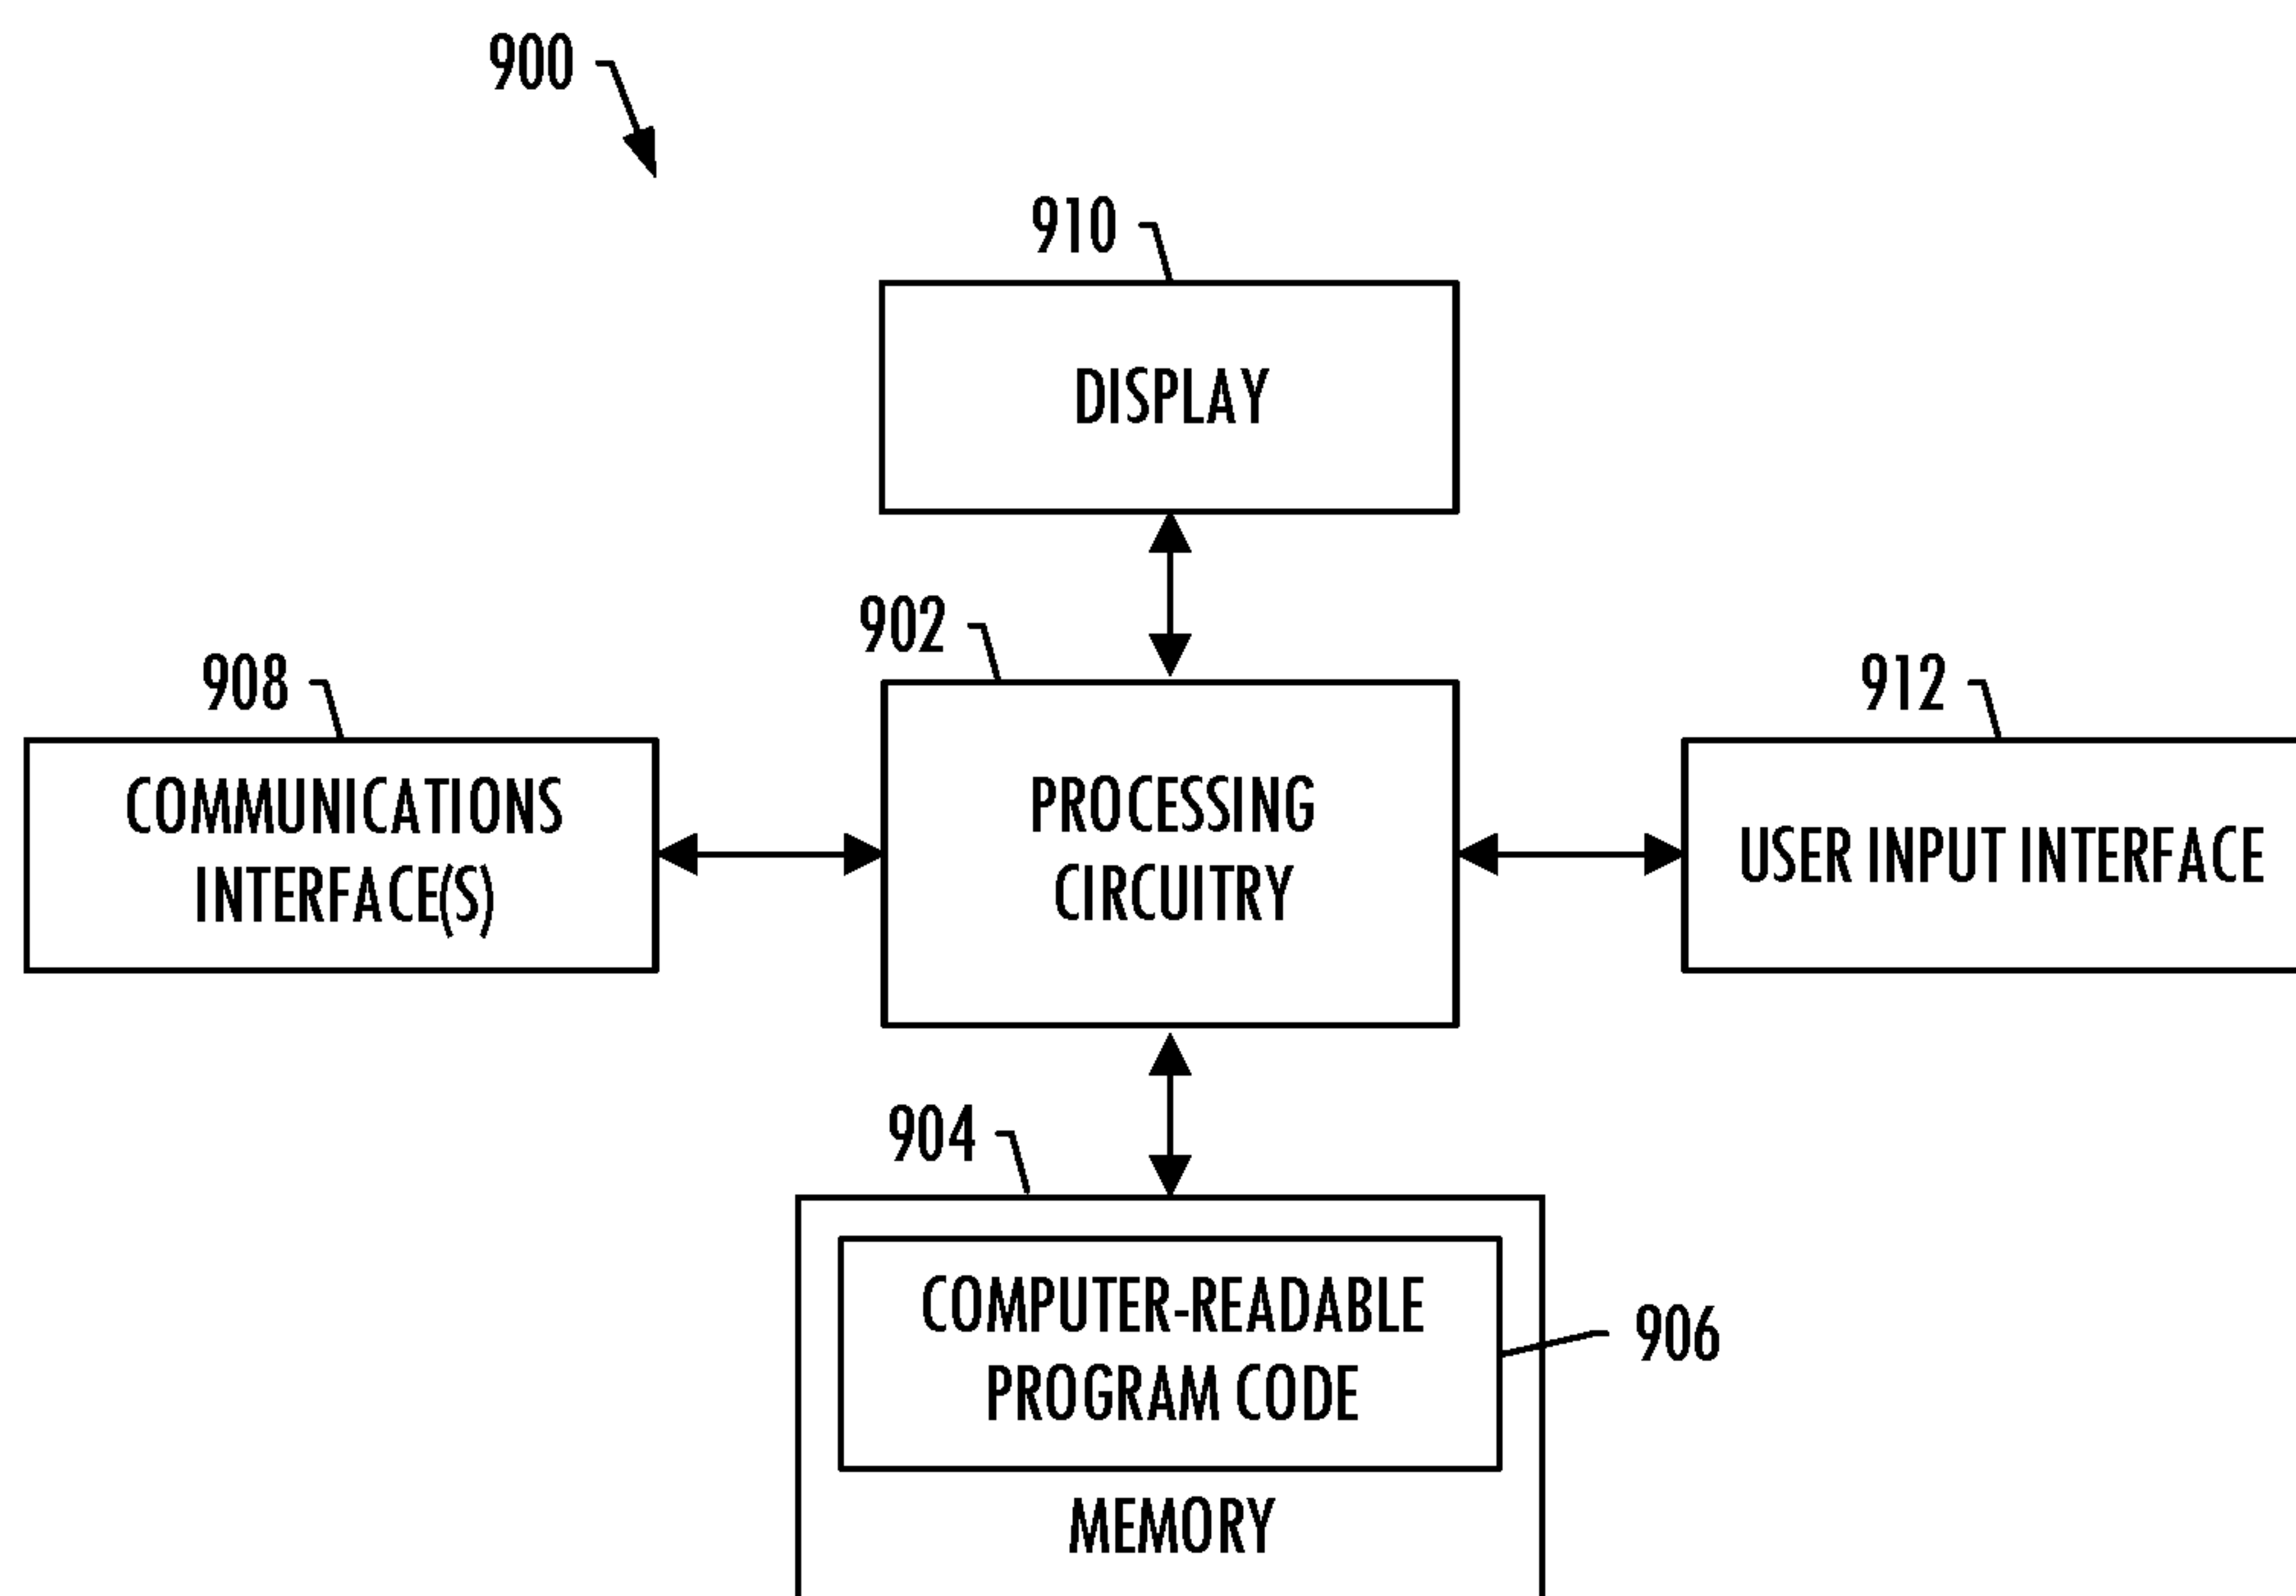 900
910
DISPLAY
902
908
912
COMMUNICATIONS
INTERFACE(S)
PROCESSING
CIRCUITRY
USER INPUT INTERFACE
904
COMPUTER-READABLE
PROGRAM CODE
906
MEMORY